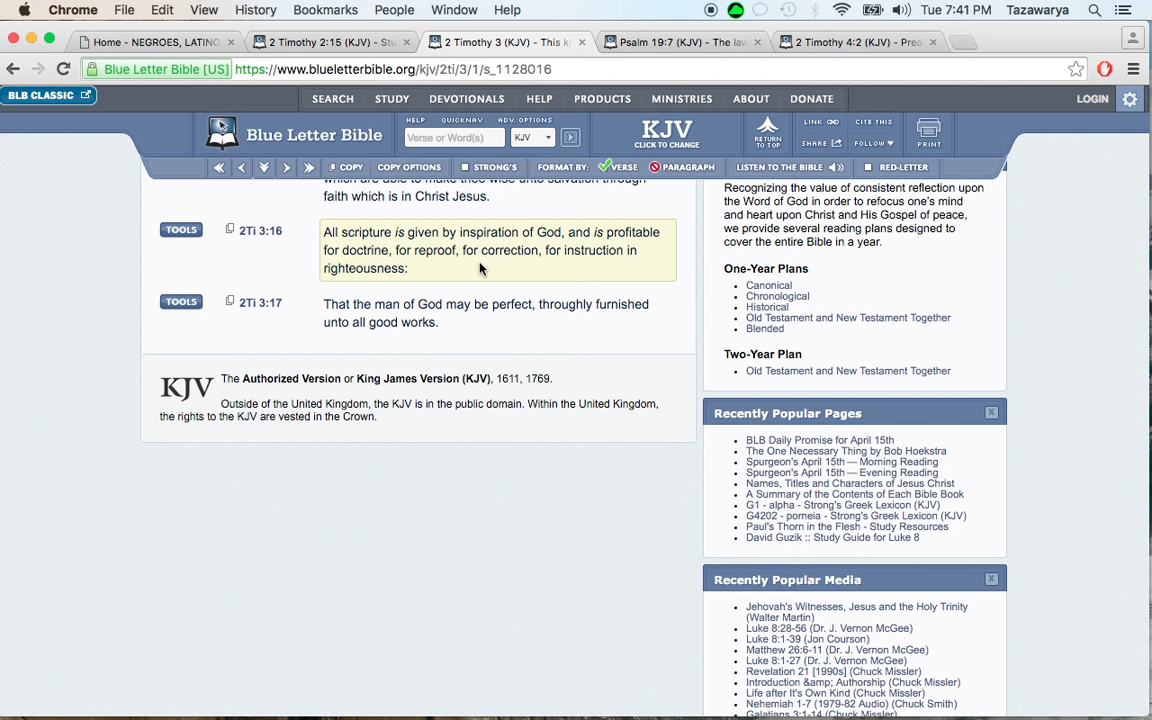 Chrome File Edit View History Bookmarks People Window Help Tue 7:41 PM Tazawarya
Home - NEGROES, LATINO 2 Timothy 2:15 (KJV) - Stu 2 Timothy 3 (KJV) - This k Psalm 19:7 (KJV) - The law 2 Timothy 4:2 (KJV) - Prea
Blue Letter Bible [US] https://www.blueletterbible.org/kjv/2ti/3/1/s_1128016
BLB CLASSIC SEARCH STUDY DEVOTIONALS HELP PRODUCTS MINISTRIES ABOUT DONATE LOGIN
HELP QUICKNAV ADV. OPTIONS
Blue Letter Bible Verse or Word(s) KJV KJV CLICK TO CHANGE RETURN TO TOP LINK CITE THIS SHARE FOLLOW PRINT
COPY COPY OPTIONS STRONG'S FORMAT BY: VERSE PARAGRAPH LISTEN TO THE BIBLE RED-LETTER
which are able to make thee wise unto salvation through
faith which is in Christ Jesus.
TOOLS 2Ti 3:16 All scripture is given by inspiration of God, and is profitable
for doctrine, for reproof, for correction, for instruction in
righteousness:
TOOLS 2Ti 3:17 That the man of God may be perfect, throughly furnished
unto all good works.
KJV The Authorized Version or King James Version (KJV), 1611, 1769.
Outside of the United Kingdom, the KJV is in the public domain. Within the United Kingdom,
the rights to the KJV are vested in the Crown.
Recognizing the value of consistent reflection upon
the Word of God in order to refocus one's mind
and heart upon Christ and His Gospel of peace,
we provide several reading plans designed to
cover the entire Bible in a year.
One-Year Plans
Canonical
Chronological
Historical
Old Testament and New Testament Together
Blended
Two-Year Plan
Old Testament and New Testament Together
Recently Popular Pages x
BLB Daily Promise for April 15th
The One Necessary Thing by Bob Hoekstra
Spurgeon's April 15th — Morning Reading
Spurgeon's April 15th — Evening Reading
Names, Titles and Characters of Jesus Christ
A Summary of the Contents of Each Bible Book
G1 - alpha - Strong's Greek Lexicon (KJV)
G4202 - porneia - Strong's Greek Lexicon (KJV)
Paul's Thorn in the Flesh - Study Resources
David Guzik :: Study Guide for Luke 8
Recently Popular Media x
Jehovah's Witnesses, Jesus and the Holy Trinity
(Walter Martin)
Luke 8:28-56 (Dr. J. Vernon McGee)
Luke 8:1-39 (Jon Courson)
Matthew 26:6-11 (Dr. J. Vernon McGee)
Luke 8:1-27 (Dr. J. Vernon McGee)
Revelation 21 [1990s] (Chuck Missler)
Introduction &amp; Authorship (Chuck Missler)
Life after It's Own Kind (Chuck Missler)
Nehemiah 1-7 (1979-82 Audio) (Chuck Smith)
Galatians 3:1-14 (Chuck Missler)